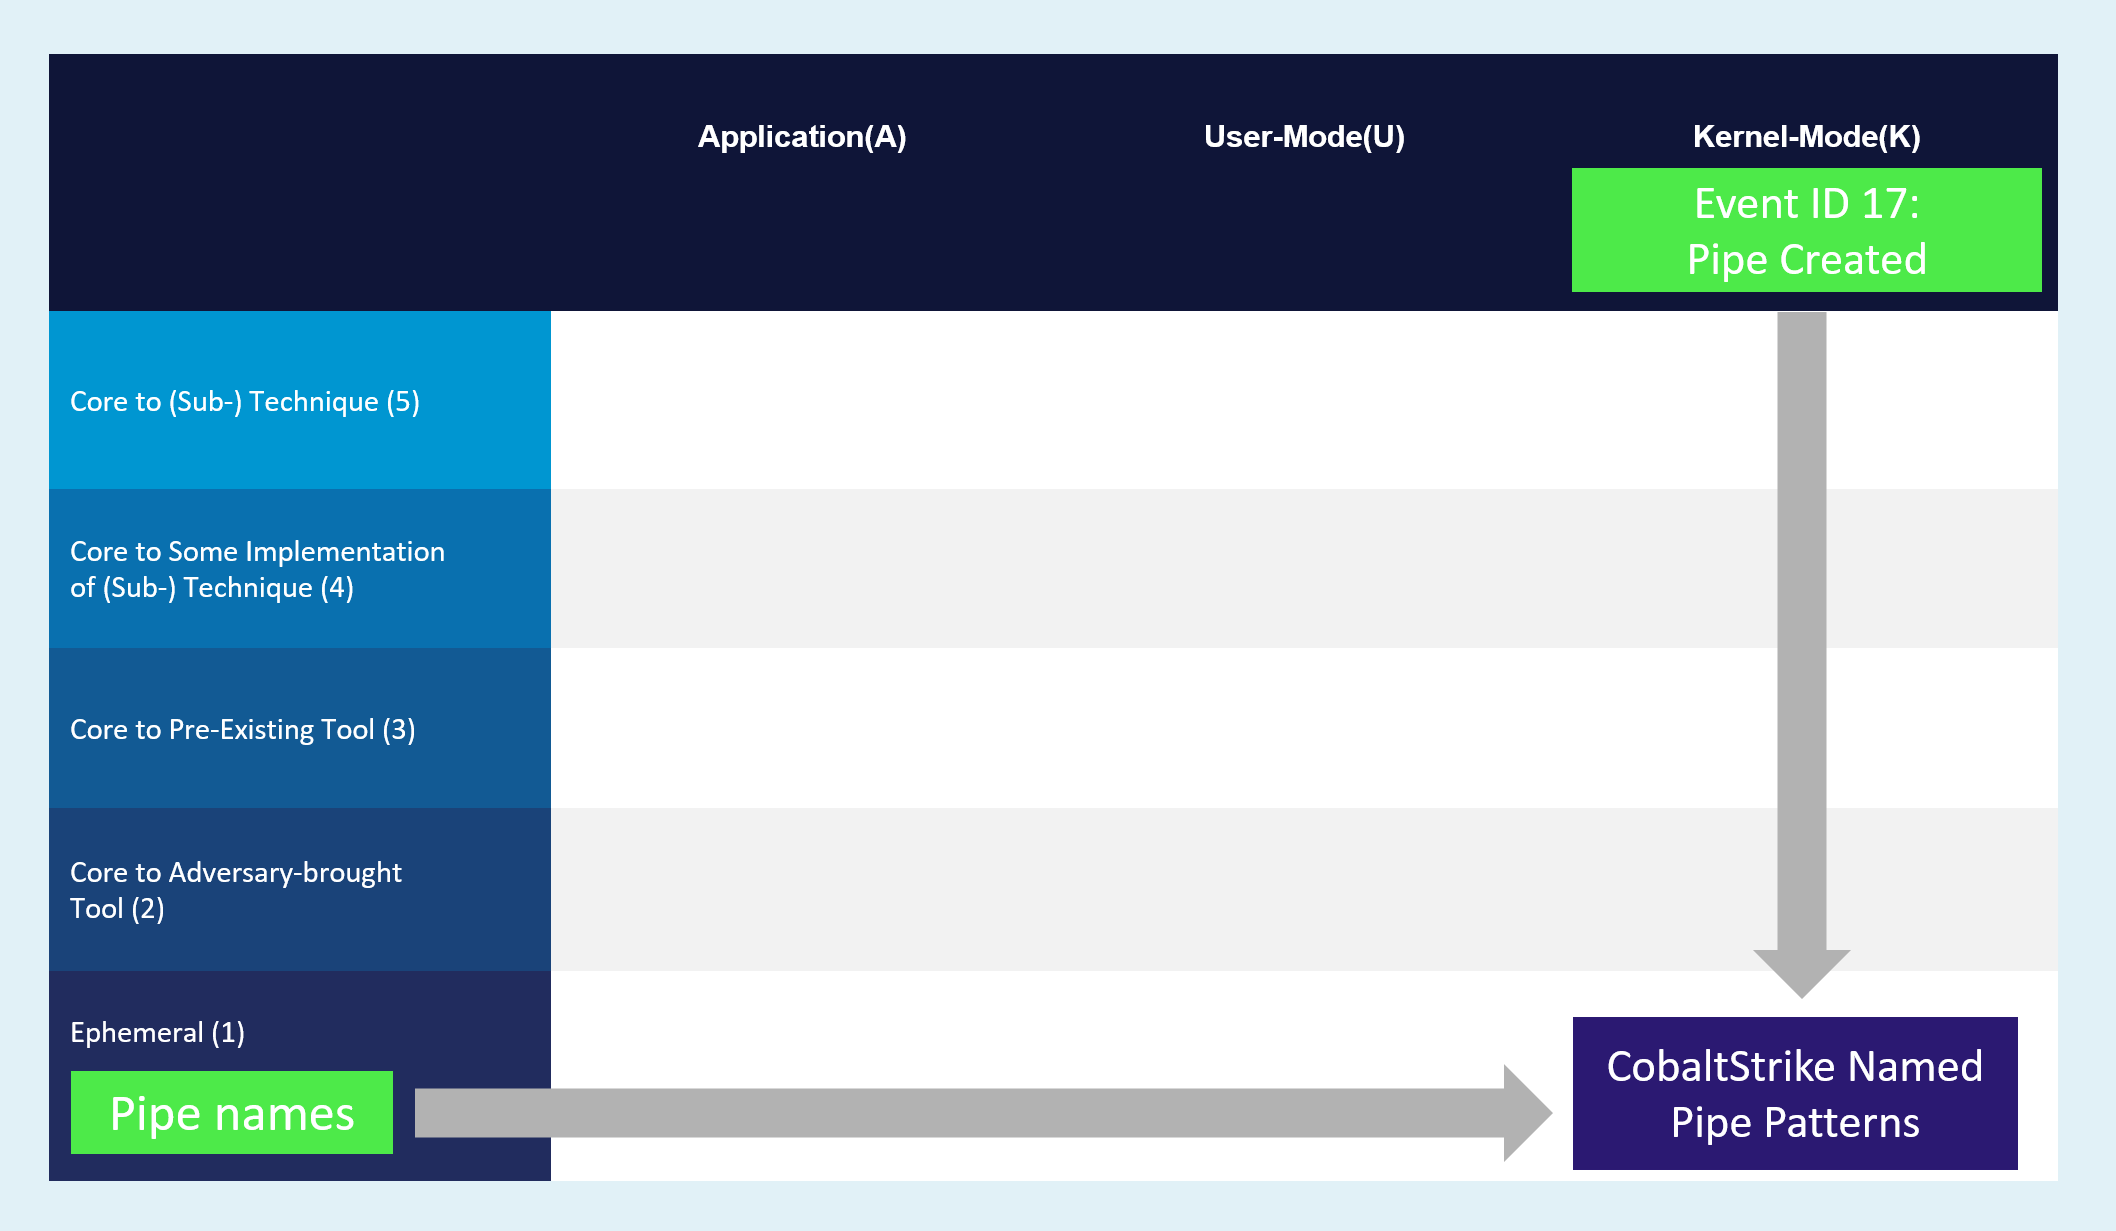 Application(A)
User-Mode(U)
Kernel-Mode(K)
Event ID 17:
Pipe Created
Core to (Sub-) Technique (5)
Core to Some Implementation
of (Sub-) Technique (4)
Core to Pre-Existing Tool (3)
Core to Adversary-brought
Tool (2)
Ephemeral (1)
Pipe names
CobaltStrike Named
Pipe Patterns